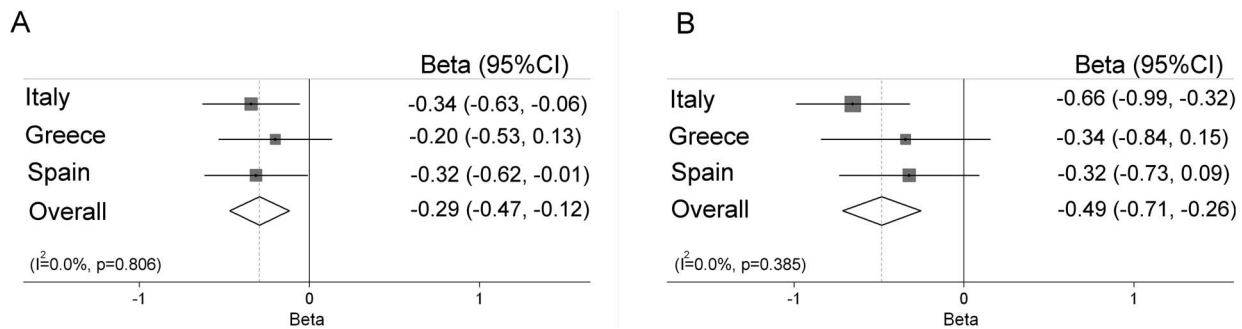 A
Beta (95%CI)
Italy -0.34 (-0.63, -0.06)
Greece -0.20 (-0.53, 0.13)
Spain -0.32 (-0.62, -0.01)
Overall -0.29 (-0.47, -0.12)
(I²=0.0%, p=0.806)
-1 0 1
Beta
B
Beta (95%CI)
Italy -0.66 (-0.99, -0.32)
Greece -0.34 (-0.84, 0.15)
Spain -0.32 (-0.73, 0.09)
Overall -0.49 (-0.71, -0.26)
(I²=0.0%, p=0.385)
-1 0 1
Beta